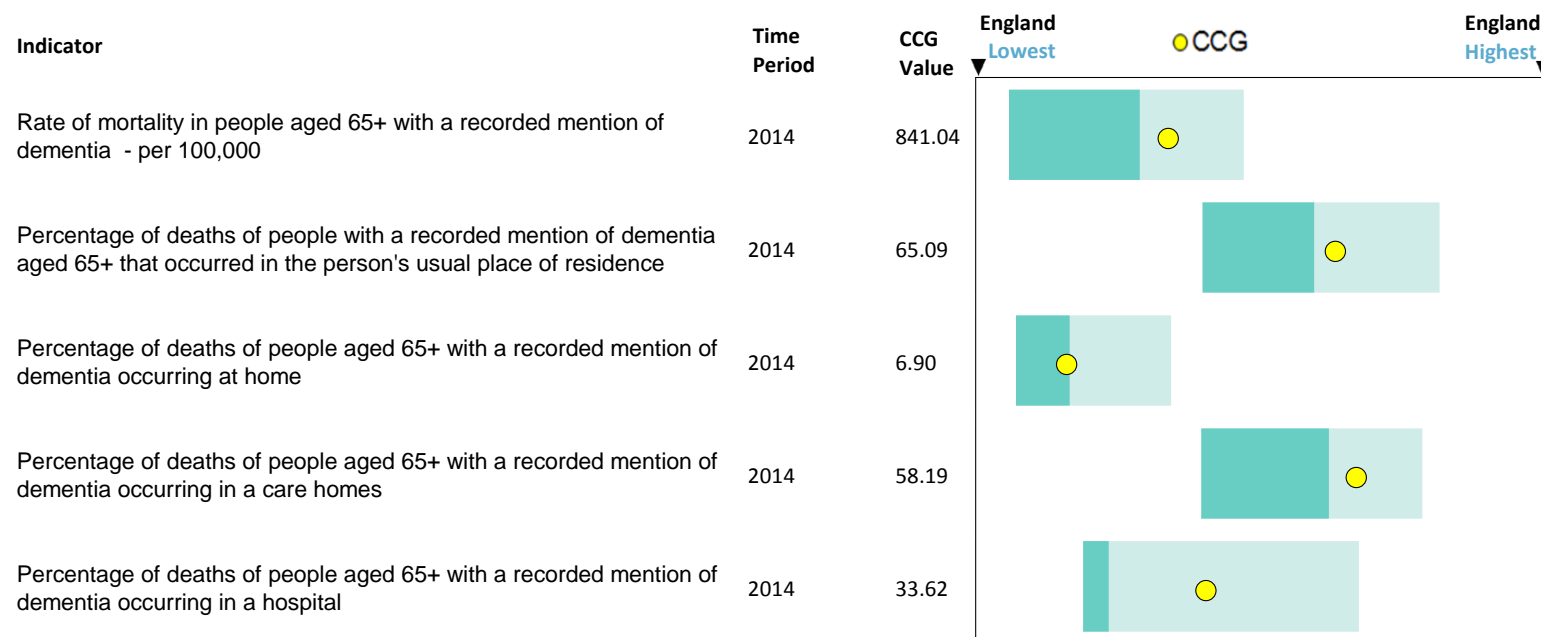 Indicator
Time
Period
CCG
Value
England
Lowest
CCG
England
Highest
Rate of mortality in people aged 65+ with a recorded mention of
dementia - per 100,000
2014
841.04
Percentage of deaths of people with a recorded mention of dementia
aged 65+ that occurred in the person's usual place of residence
2014
65.09
Percentage of deaths of people aged 65+ with a recorded mention of
dementia occurring at home
2014
6.90
Percentage of deaths of people aged 65+ with a recorded mention of
dementia occurring in a care homes
2014
58.19
Percentage of deaths of people aged 65+ with a recorded mention of
dementia occurring in a hospital
2014
33.62